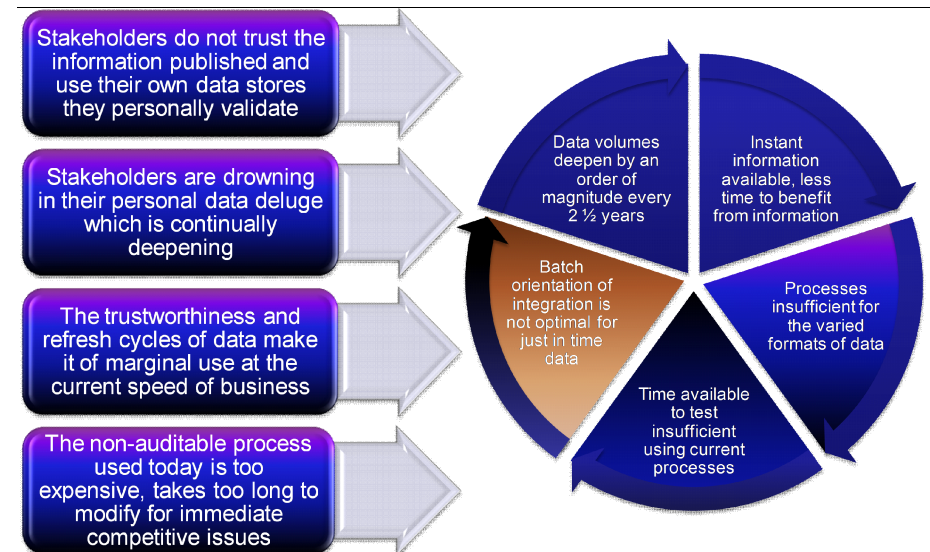 Stakeholders do not trust the
information published and
use their own data stores
they personally validate
Stakeholders are drowning
in their personal data deluge
which is continually
deepening
The trustworthiness and
refresh cycles of data make
it of marginal use at the
current speed of business
The non-auditable process
used today is too
expensive, takes too long to
modify for immediate
competitive issues
Data volumes
deepen by an
order of
magnitude every
2 ½ years
Instant
information
available, less
time to benefit
from information
Processes
insufficient for
the varied
formats of data
Time available
to test
insufficient
using current
processes
Batch
orientation of
integration is
not optimal for
just in time
data